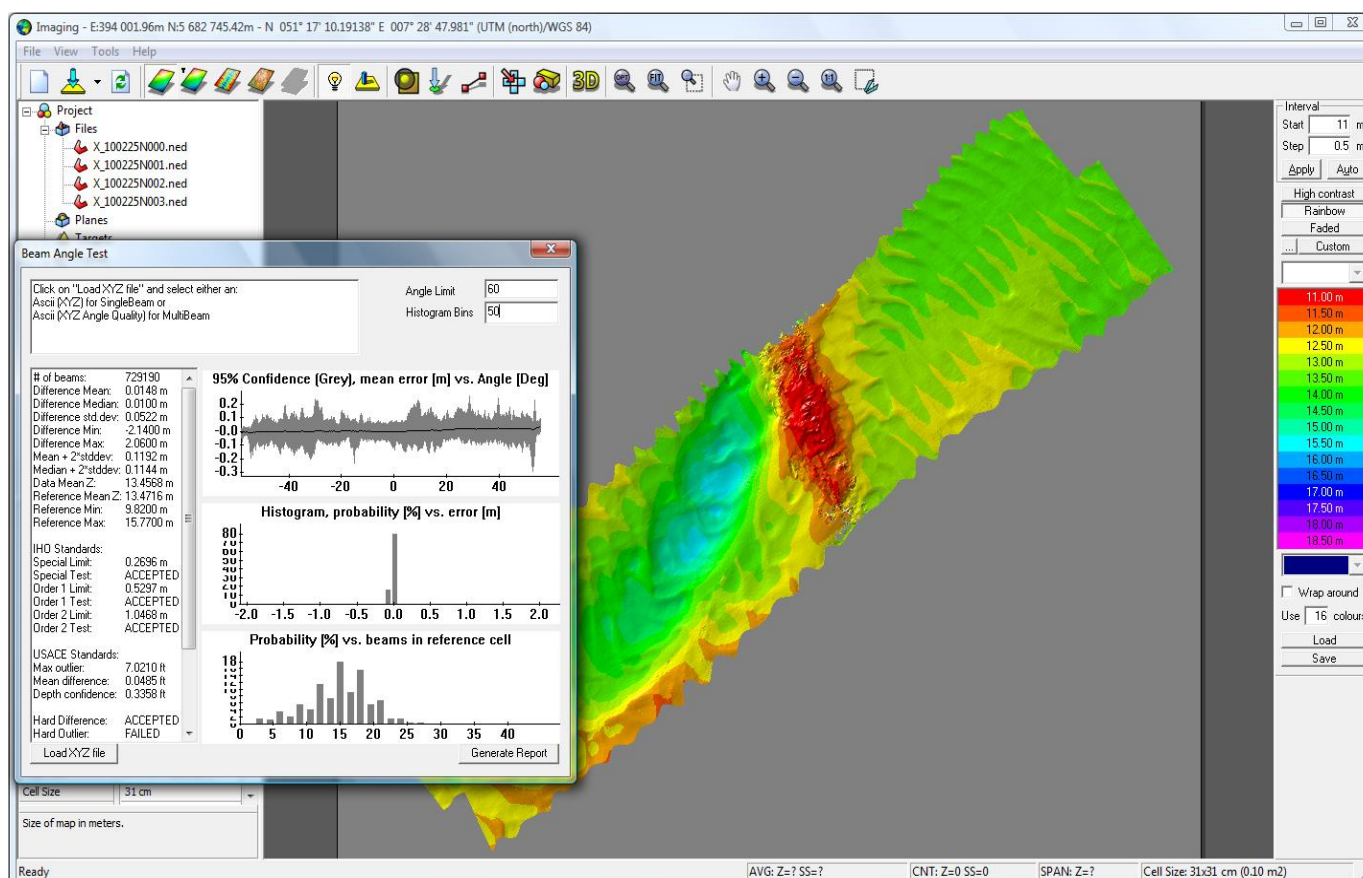 Imaging - E:394 001.96m N:5 682 745.42m - N 051° 17' 10.19138" E 007° 28' 47.981" (UTM (north)/WGS 84)
File View Tools Help
3D OPT FIT 1:1
Project
Files
X_100225N000.ned
X_100225N001.ned
X_100225N002.ned
X_100225N003.ned
Planes
Targets
Beam Angle Test
Click on "Load XYZ file" and select either an:
Ascii (XYZ) for SingleBeam or
Ascii (XYZ Angle Quality) for MultiBeam
Angle Limit 60
Histogram Bins 50
# of beams: 729190
Difference Mean: 0.0148 m
Difference Median: 0.0100 m
Difference std.dev: 0.0522 m
Difference Min: -2.1400 m
Difference Max: 2.0600 m
Mean + 2*stddev: 0.1192 m
Median + 2*stddev: 0.1144 m
Data Mean Z: 13.4568 m
Reference Mean Z: 13.4716 m
Reference Min: 9.8200 m
Reference Max: 15.7700 m
IHO Standards:
Special Limit: 0.2696 m
Special Test: ACCEPTED
Order 1 Limit: 0.5297 m
Order 1 Test: ACCEPTED
Order 2 Limit: 1.0468 m
Order 2 Test: ACCEPTED
USACE Standards:
Max outlier: 7.0210 ft
Mean difference: 0.0485 ft
Depth confidence: 0.3358 ft
Hard Difference: ACCEPTED
Hard Outlier: FAILED
Load XYZ file
95% Confidence (Grey), mean error [m] vs. Angle [Deg]
0.2
0.1
-0.0
-0.1
-0.2
-0.3
-40 -20 0 20 40
Histogram, probability [%] vs. error [m]
80
-2.0 -1.5 -1.0 -0.5 0.0 0.5 1.0 1.5 2.0
Probability [%] vs. beams in reference cell
18
0 5 10 15 20 25 30 35 40
Generate Report
Cell Size 31 cm
Size of map in meters.
Interval
Start 11 m
Step 0.5 m
Apply Auto
High contrast
Rainbow
Faded
... Custom
11.00 m
11.50 m
12.00 m
12.50 m
13.00 m
13.50 m
14.00 m
14.50 m
15.00 m
15.50 m
16.00 m
16.50 m
17.00 m
17.50 m
18.00 m
18.50 m
Wrap around
Use 16 colours
Load
Save
Ready
AVG: Z=? SS=?
CNT: Z=0 SS=0
SPAN: Z=?
Cell Size: 31x31 cm (0.10 m2)